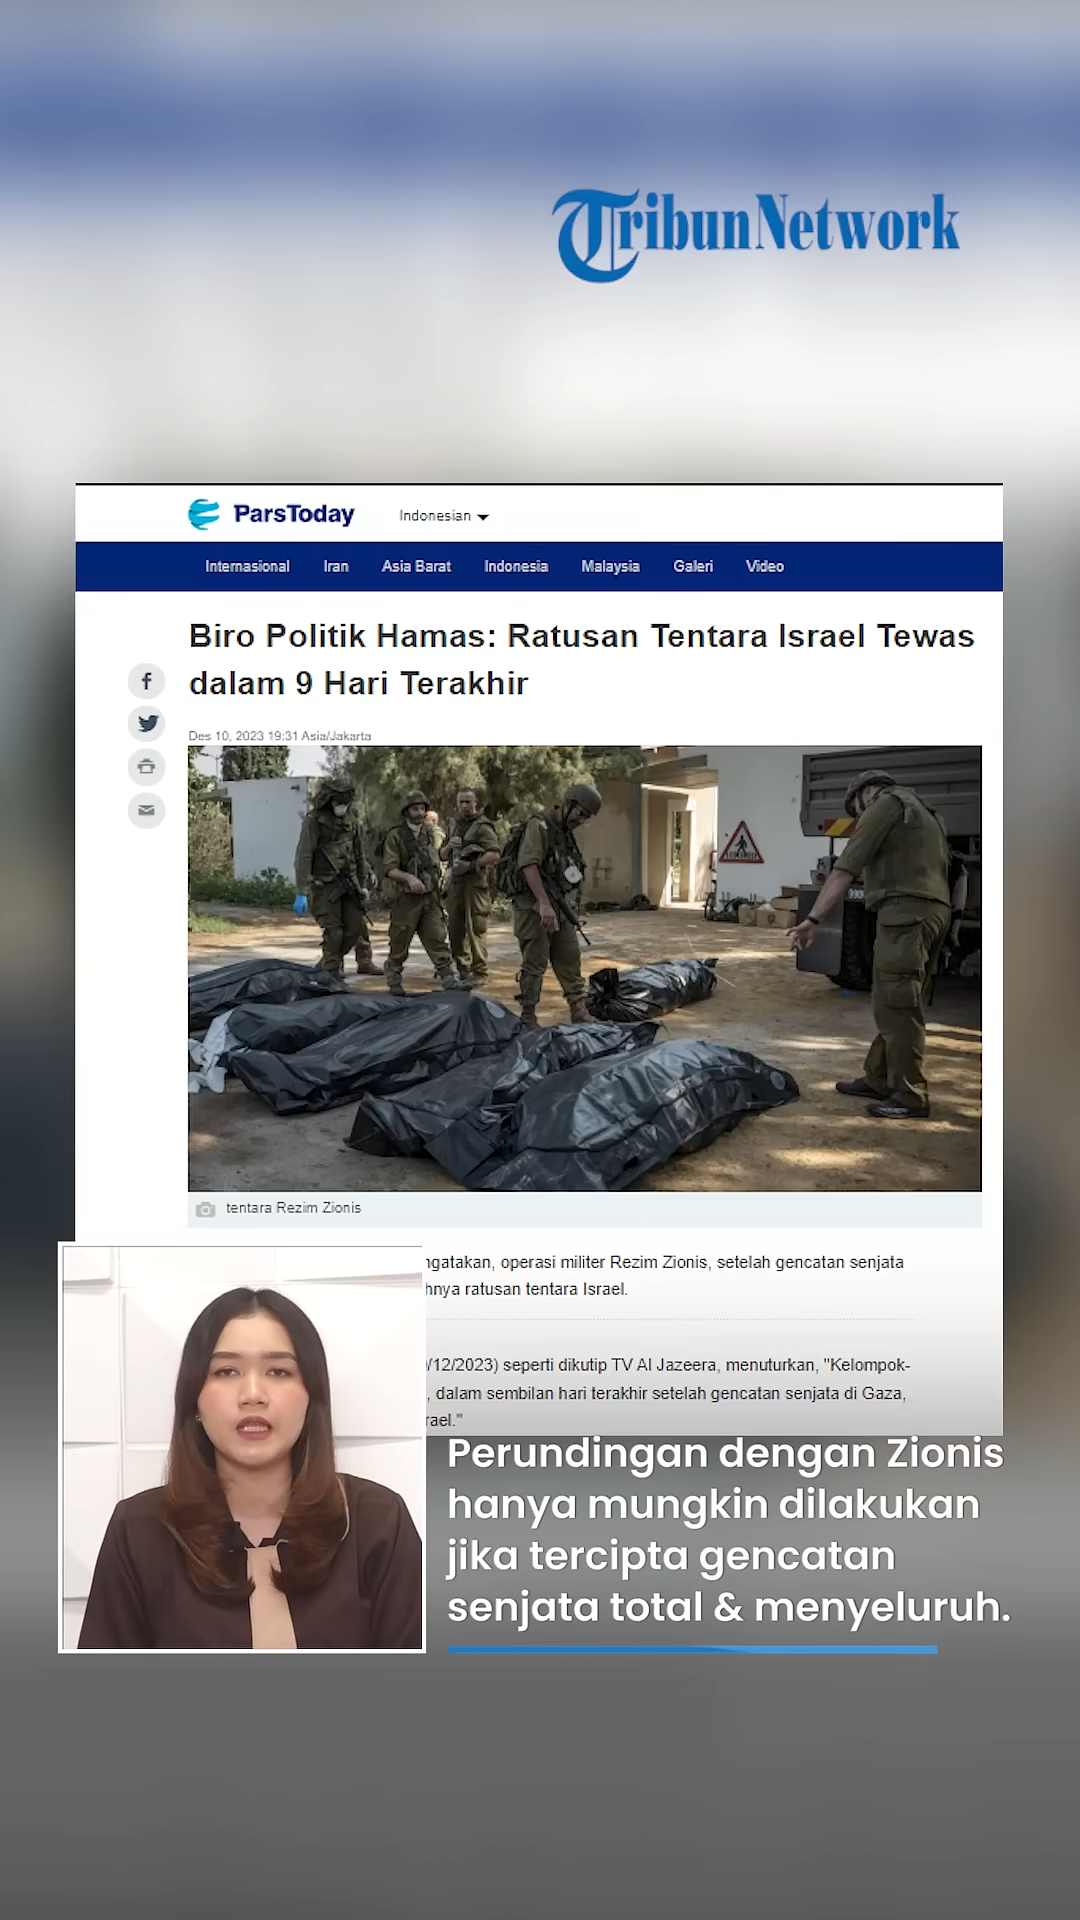 TribunNetwork
ParsToday
Indonesian
Internasional Iran Asia Barat Indonesia Malaysia Galeri Video
Biro Politik Hamas: Ratusan Tentara Israel Tewas
dalam 9 Hari Terakhir
Des 10, 2023 19:31 Asia/Jakarta
tentara Rezim Zionis
operasi militer Rezim Zionis, setelah gencatan senjata
ratusan tentara Israel.
/12/2023) seperti dikutip TV Al Jazeera, menuturkan, "Kelompok-
, dalam sembilan hari terakhir setelah gencatan senjata di Gaza,
Perundingan dengan Zionis
hanya mungkin dilakukan
jika tercipta gencatan
senjata total & menyeluruh.